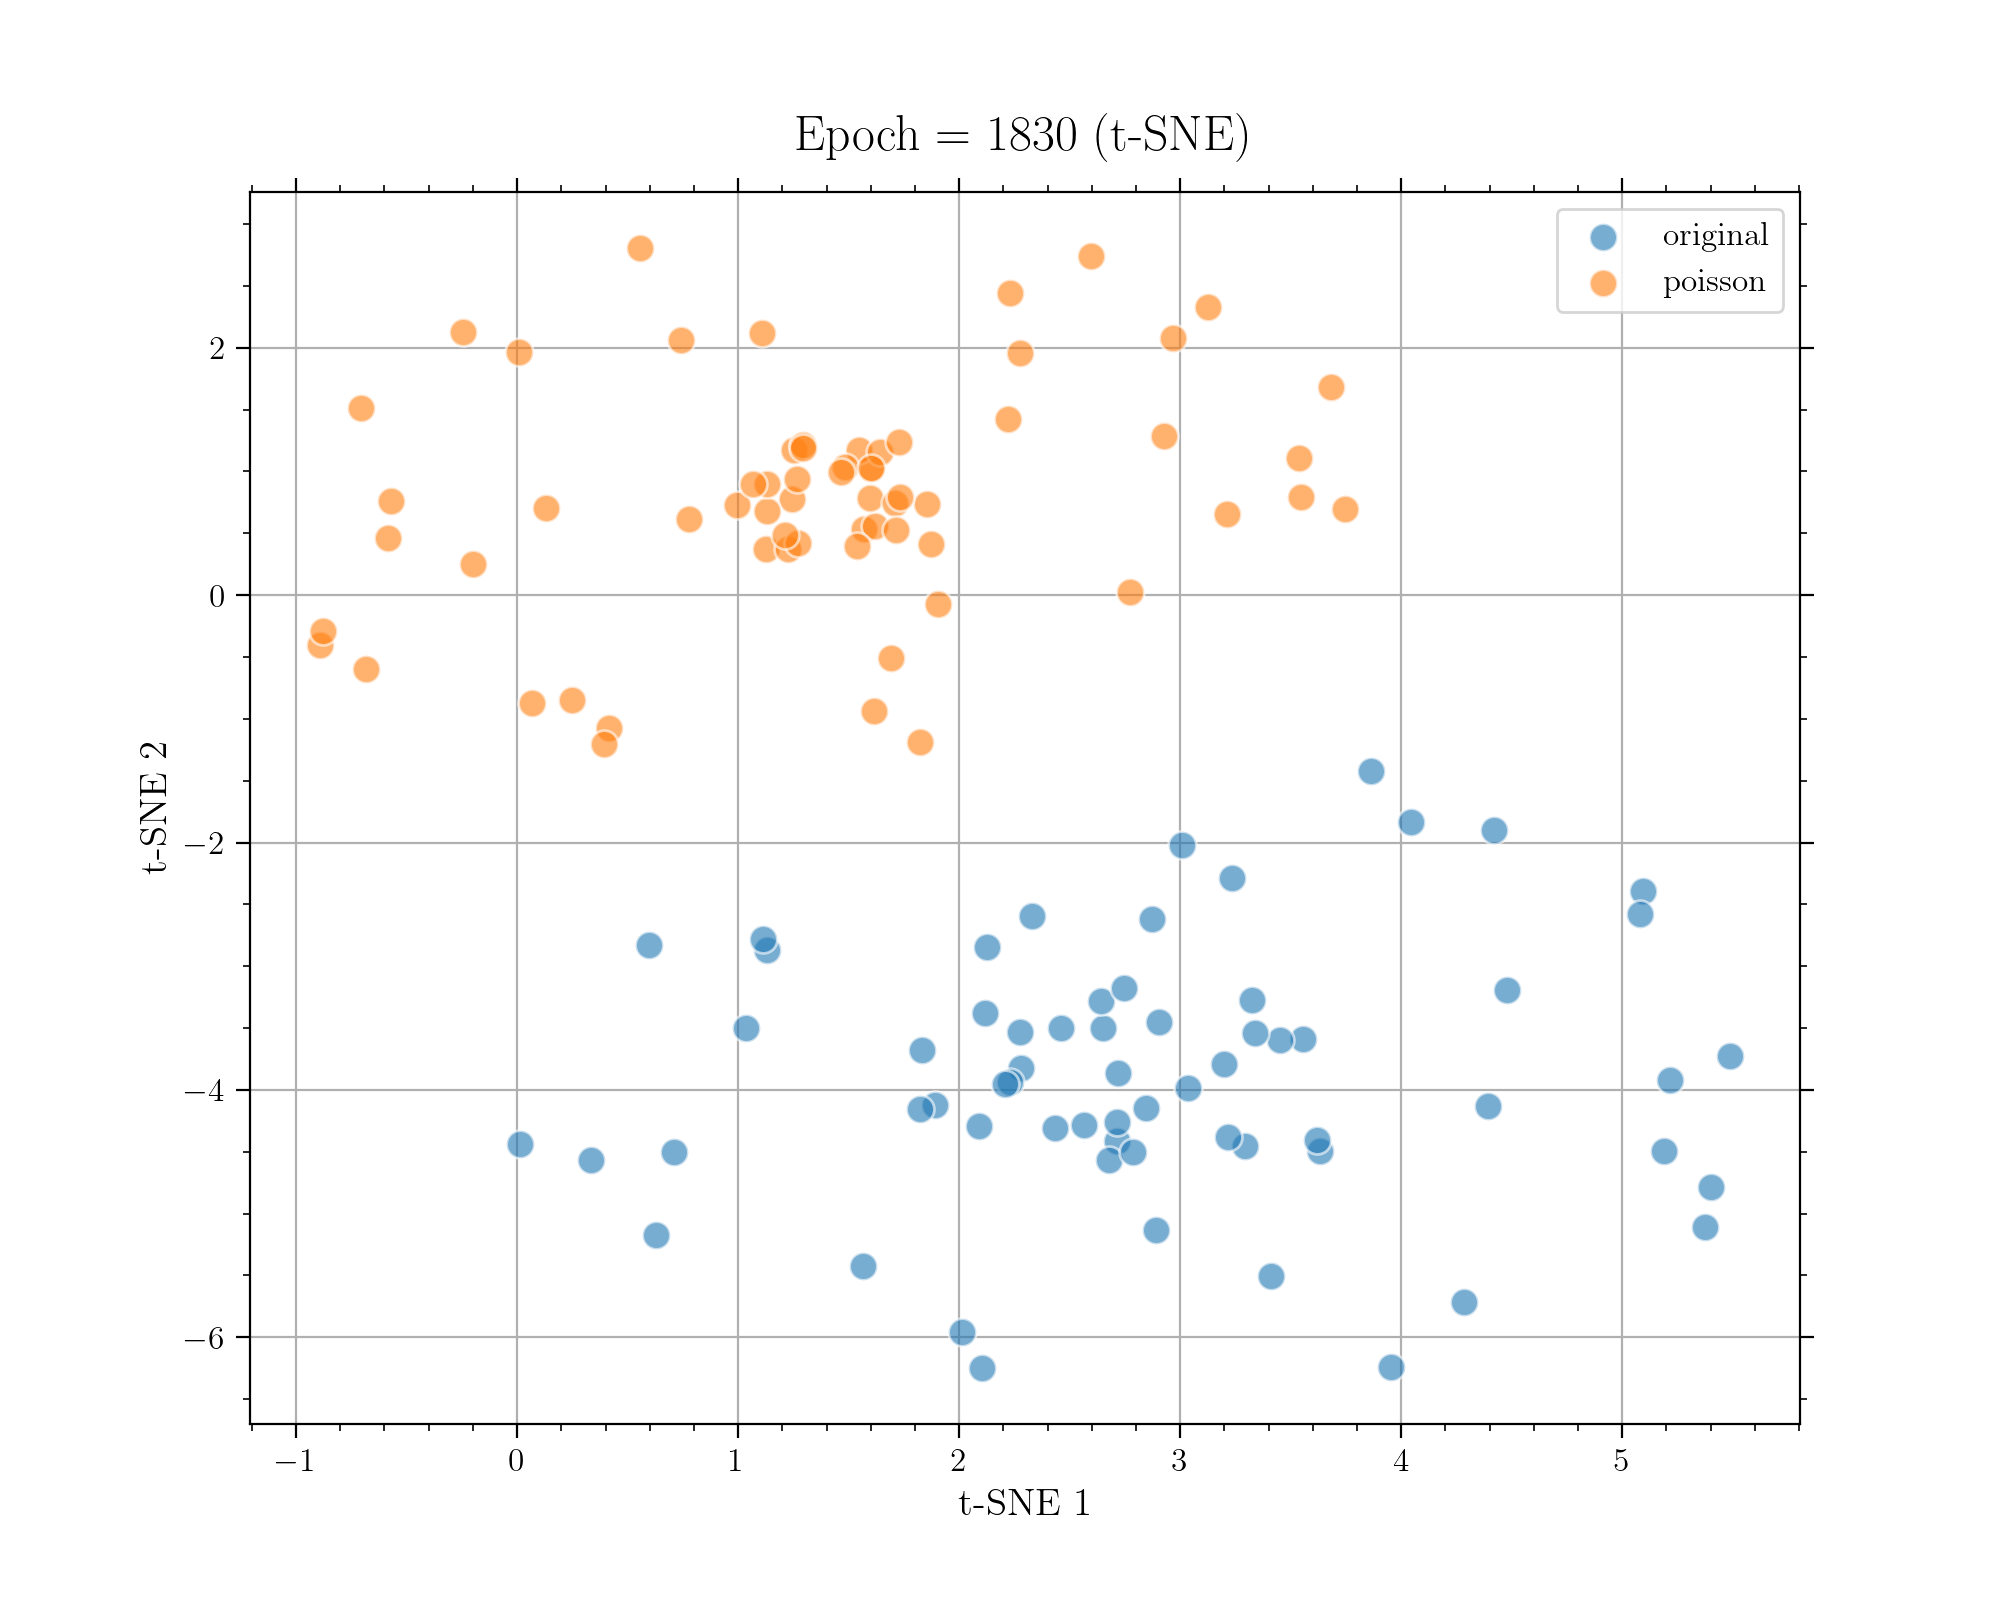 Epoch = 1830 (t-SNE)
original
poisson
2
0
−2
−4
−6
t-SNE 2
−1
0
1
2
3
4
5
t-SNE 1